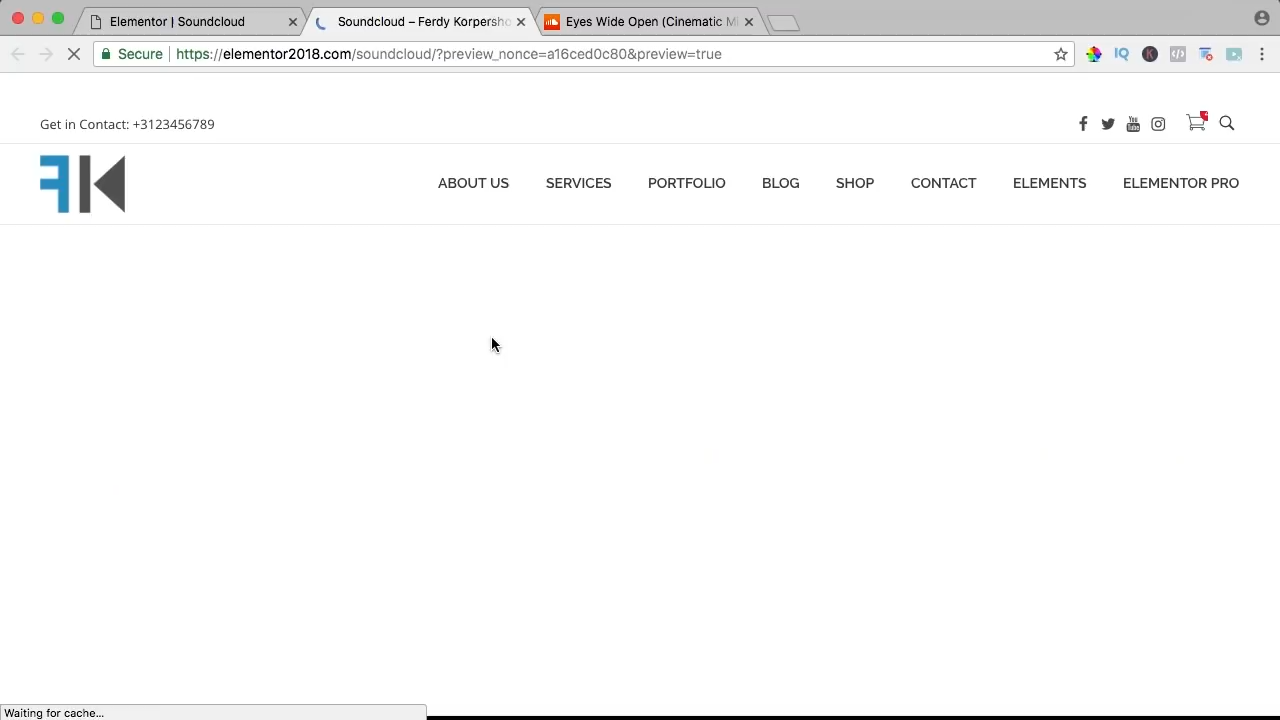 Elementor | Soundcloud
Soundcloud – Ferdy Korpersho
Eyes Wide Open (Cinematic Mi
Secure
https://elementor2018.com/soundcloud/?preview_nonce=a16ced0c80&preview=true
Get in Contact: +3123456789
ABOUT US
SERVICES
PORTFOLIO
BLOG
SHOP
CONTACT
ELEMENTS
ELEMENTOR PRO
Waiting for cache...